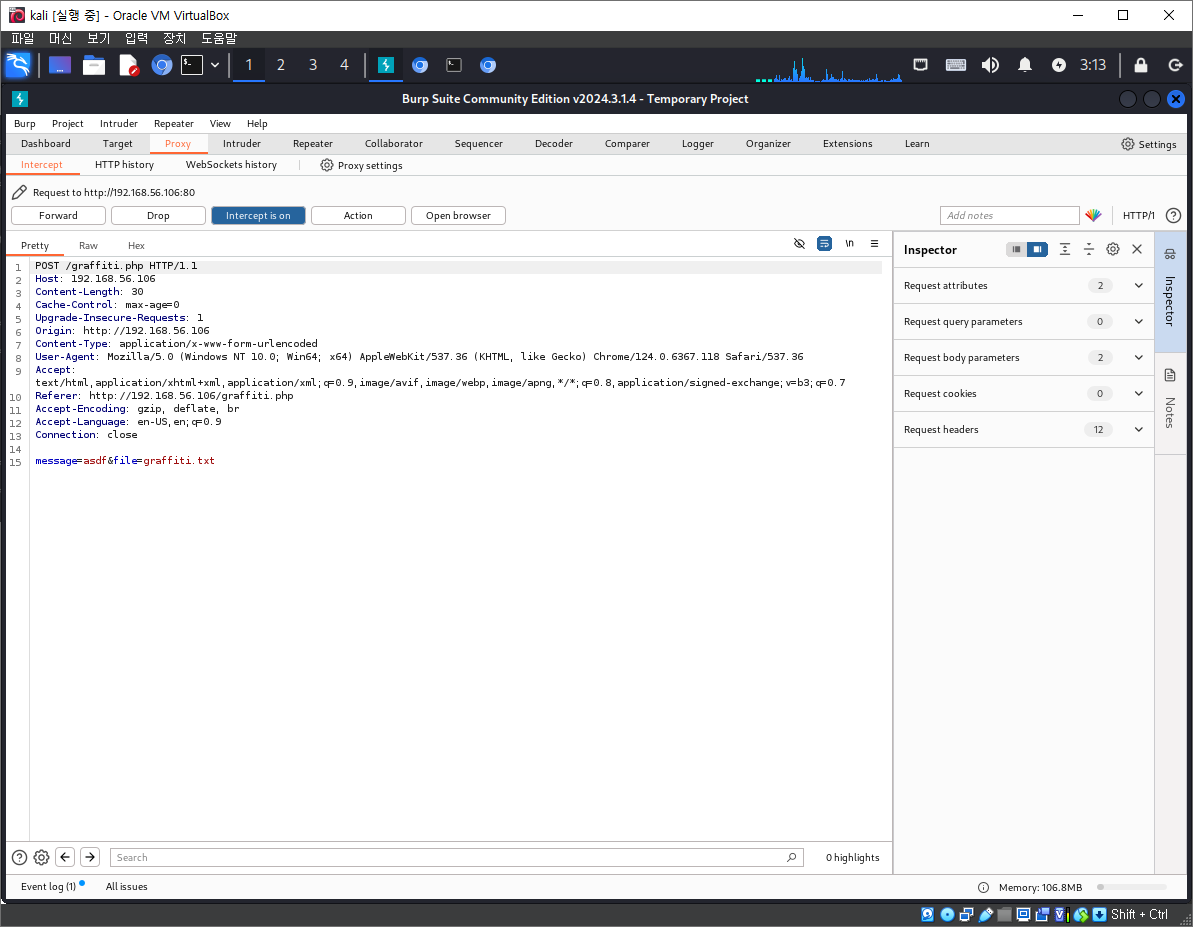 kali [실행 중] - Oracle VM VirtualBox
파일 머신 보기 입력 장치 도움말
1 2 3 4 3:13
Burp Suite Community Edition v2024.3.1.4 - Temporary Project
Burp Project Intruder Repeater View Help
Dashboard Target Proxy Intruder Repeater Collaborator Sequencer Decoder Comparer Logger Organizer Extensions Learn Settings
Intercept HTTP history WebSockets history Proxy settings
Request to http://192.168.56.106:80
Forward Drop Intercept is on Action Open browser Add notes HTTP/1
Pretty Raw Hex \n
1 POST /graffiti.php HTTP/1.1
2 Host: 192.168.56.106
3 Content-Length: 30
4 Cache-Control: max-age=0
5 Upgrade-Insecure-Requests: 1
6 Origin: http://192.168.56.106
7 Content-Type: application/x-www-form-urlencoded
8 User-Agent: Mozilla/5.0 (Windows NT 10.0; Win64; x64) AppleWebKit/537.36 (KHTML, like Gecko) Chrome/124.0.6367.118 Safari/537.36
9 Accept:
text/html,application/xhtml+xml,application/xml;q=0.9,image/avif,image/webp,image/apng,*/*;q=0.8,application/signed-exchange;v=b3;q=0.7
10 Referer: http://192.168.56.106/graffiti.php
11 Accept-Encoding: gzip, deflate, br
12 Accept-Language: en-US,en;q=0.9
13 Connection: close
14
15 message=asdf&file=graffiti.txt
Inspector
Request attributes 2
Request query parameters 0
Request body parameters 2
Request cookies 0
Request headers 12
Inspector
Notes
Search 0 highlights
Event log (1) All issues Memory: 106.8MB
Shift + Ctrl